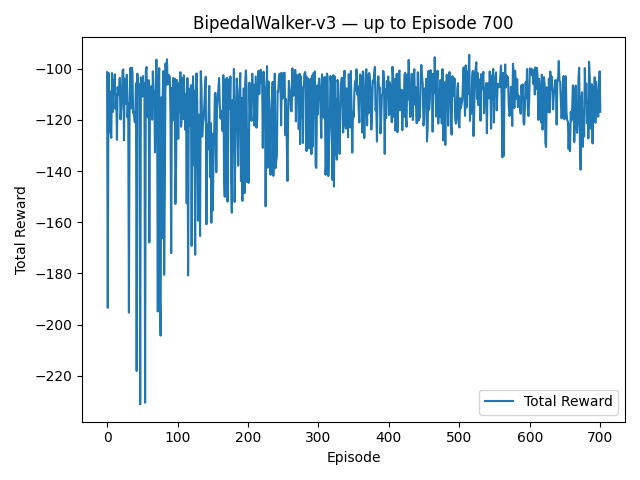 BipedalWalker-v3 — up to Episode 700
Total Reward
−100
−120
−140
−160
−180
−200
−220
0 100 200 300 400 500 600 700
Episode
Total Reward